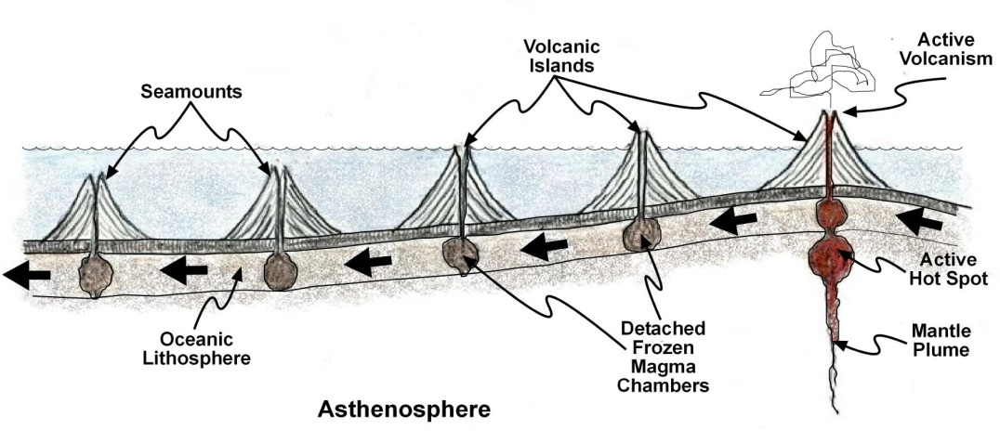 Active
Volcanism
Volcanic
Islands
Seamounts
Active
Hot Spot
Oceanic
Lithosphere
Detached
Frozen
Magma
Chambers
Mantle
Plume
Asthenosphere